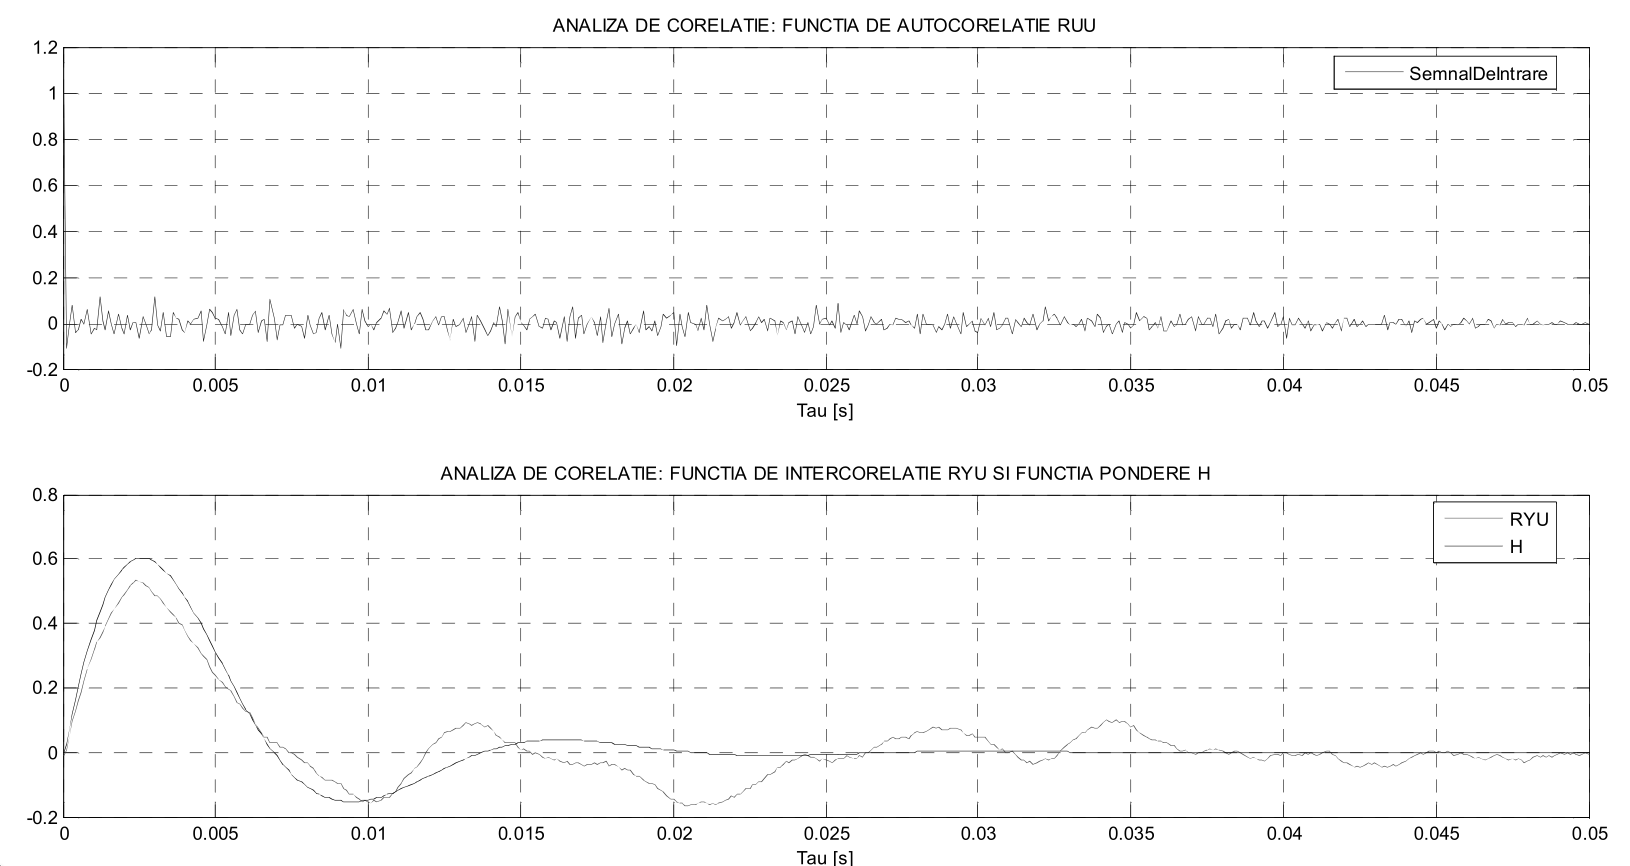 ANALIZA DE CORELATIE: FUNCTIA DE AUTOCORELATIE RUU
1.2
SemnalDeIntrare
1
0.8
0.6
0.4
0.2
0
-0.2
0 0.005 0.01 0.015 0.02 0.025 0.03 0.035 0.04 0.045 0.05
Tau [s]
ANALIZA DE CORELATIE: FUNCTIA DE INTERCORELATIE RYU SI FUNCTIA PONDERE H
0.8
RYU
H
0.6
0.4
0.2
0
-0.2
0 0.005 0.01 0.015 0.02 0.025 0.03 0.035 0.04 0.045 0.05
Tau [s]